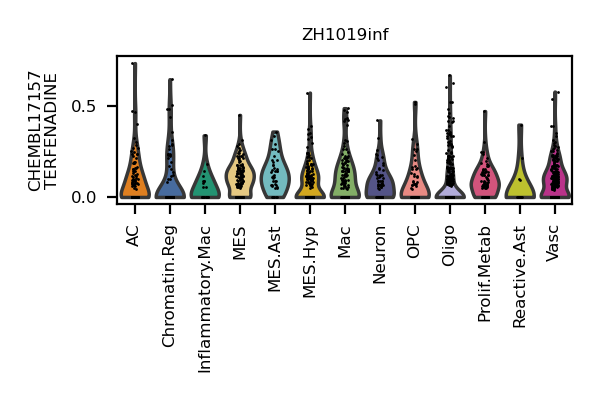 ZH1019inf
CHEMBL17157
TERFENADINE
0.5
0.0
AC
Chromatin.Reg
Inflammatory.Mac
MES
MES.Ast
MES.Hyp
Mac
Neuron
OPC
Oligo
Prolif.Metab
Reactive.Ast
Vasc